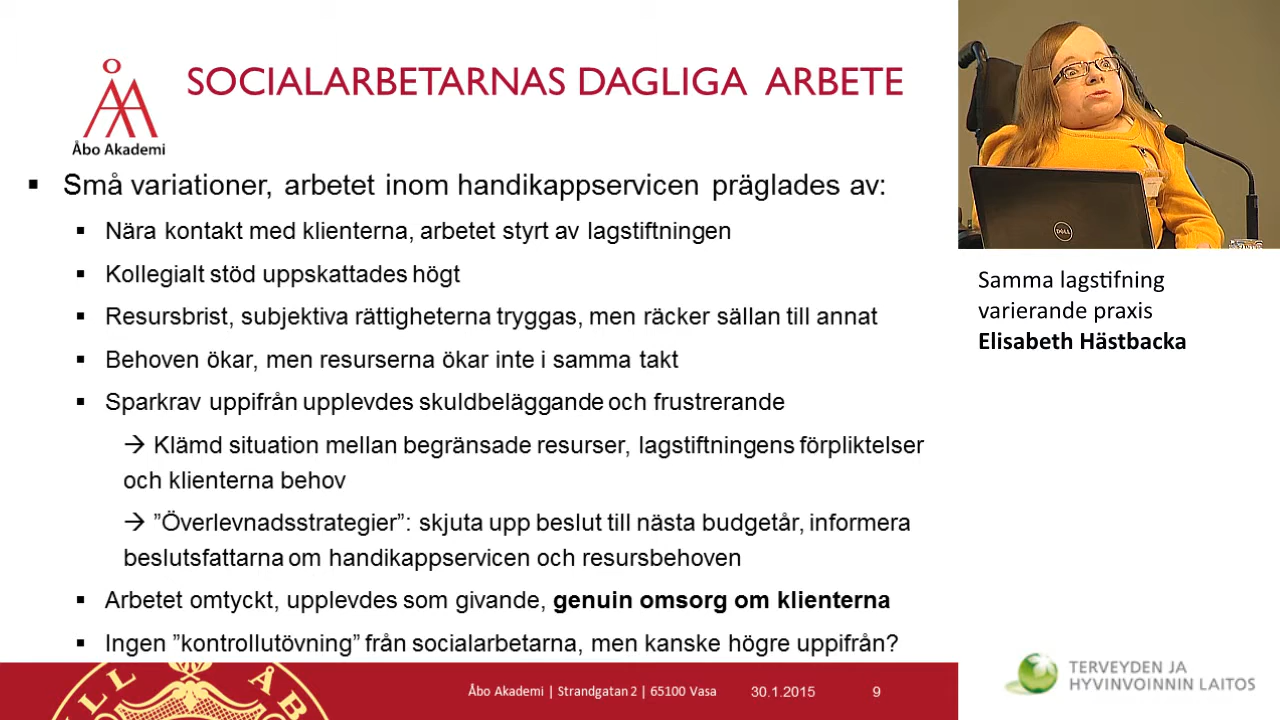 SOCIALARBETARNAS DAGLIGA ARBETE
Åbo Akademi
▪ Små variationer, arbetet inom handikappservicen präglades av:
▪ Nära kontakt med klienterna, arbetet styrt av lagstiftningen
▪ Kollegialt stöd uppskattades högt
▪ Resursbrist, subjektiva rättigheterna tryggas, men räcker sällan till annat
▪ Behoven ökar, men resurserna ökar inte i samma takt
▪ Sparkrav uppifrån upplevdes skuldbeläggande och frustrerande
→ Klämd situation mellan begränsade resurser, lagstiftningens förpliktelser
och klienterna behov
→ ”Överlevnadsstrategier”: skjuta upp beslut till nästa budgetår, informera
beslutsfattarna om handikappservicen och resursbehoven
▪ Arbetet omtyckt, upplevdes som givande, genuin omsorg om klienterna
▪ Ingen ”kontrollutövning” från socialarbetarna, men kanske högre uppifrån?
Åbo Akademi | Strandgatan 2 | 65100 Vasa
30.1.2015
9
DELL
Samma lagstifning
varierande praxis
Elisabeth Hästbacka
TERVEYDEN JA
HYVINVOINNIN LAITOS